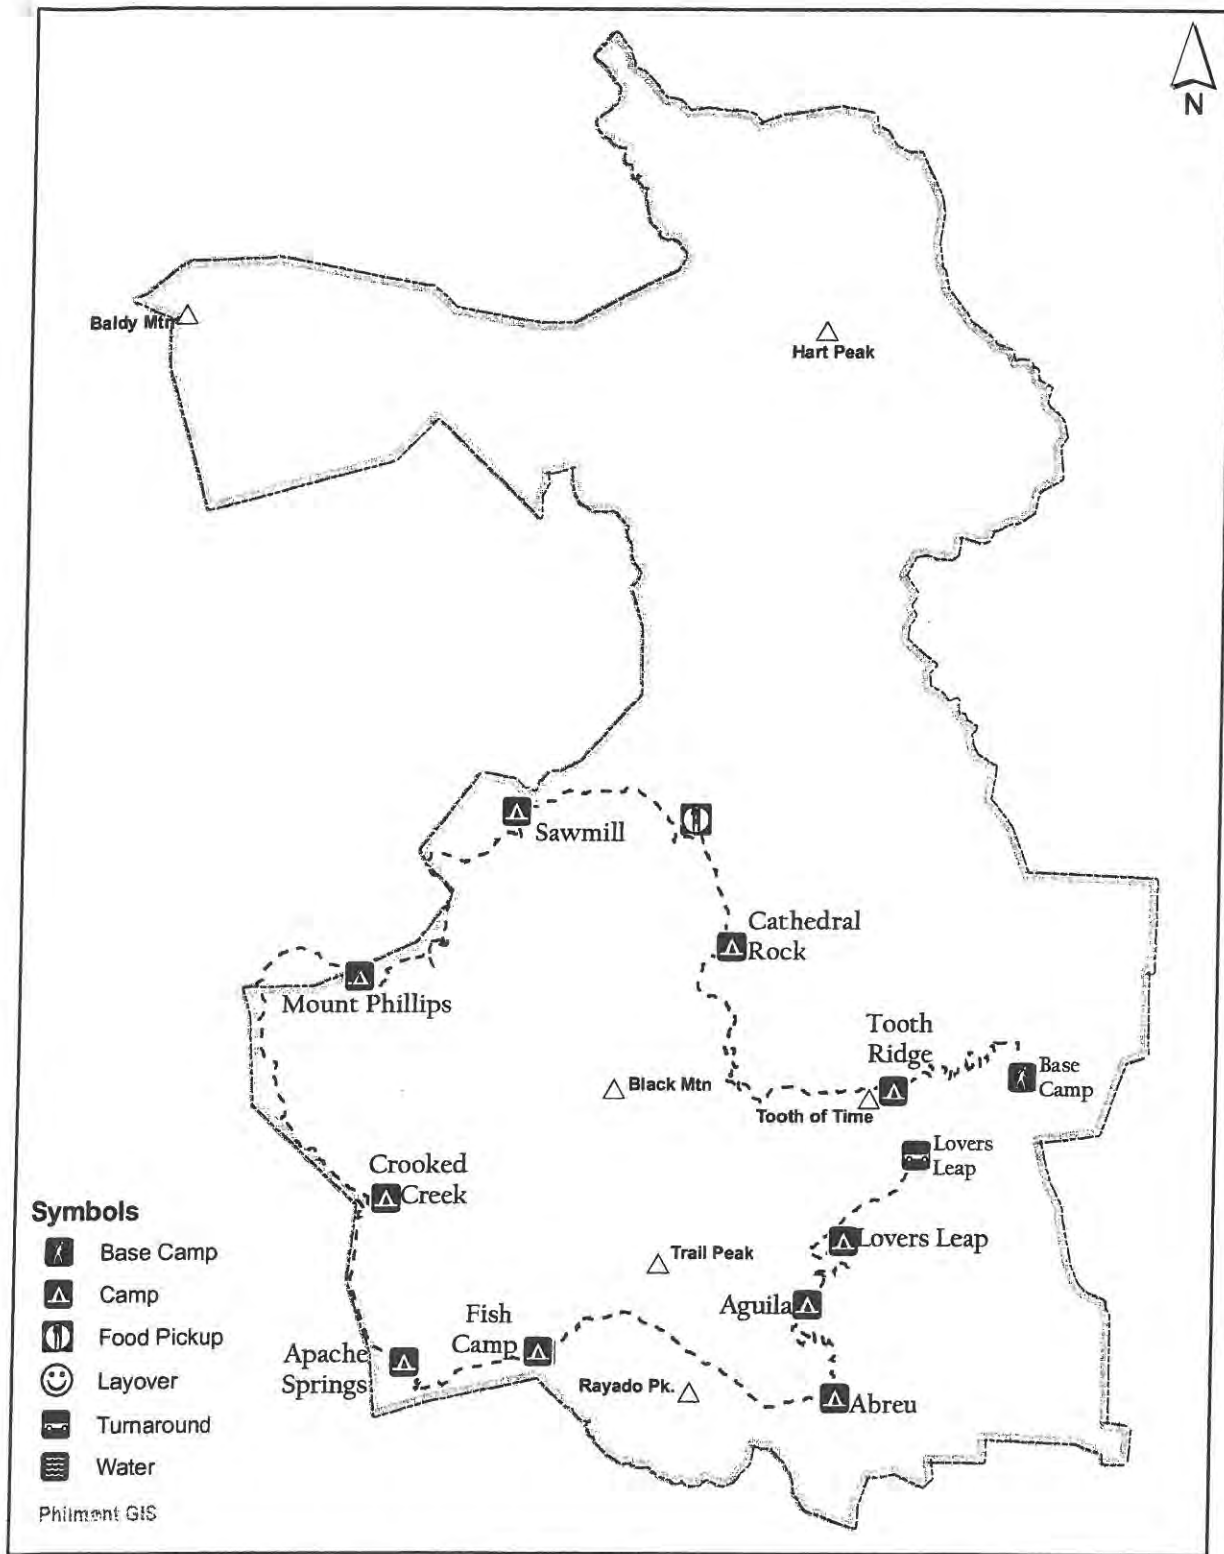 N
Baldy Mtn
Hart Peak
Sawmill
Cathedral
Rock
Mount Phillips
Tooth
Ridge
Base
Camp
Black Mtn
Tooth of Time
Lovers
Leap
Crooked
Creek
Symbols
Base Camp
Camp
Food Pickup
Layover
Turnaround
Water
Philmont GIS
Lovers Leap
Trail Peak
Aguila
Fish
Camp
Apache
Springs
Rayado Pk.
Abreu